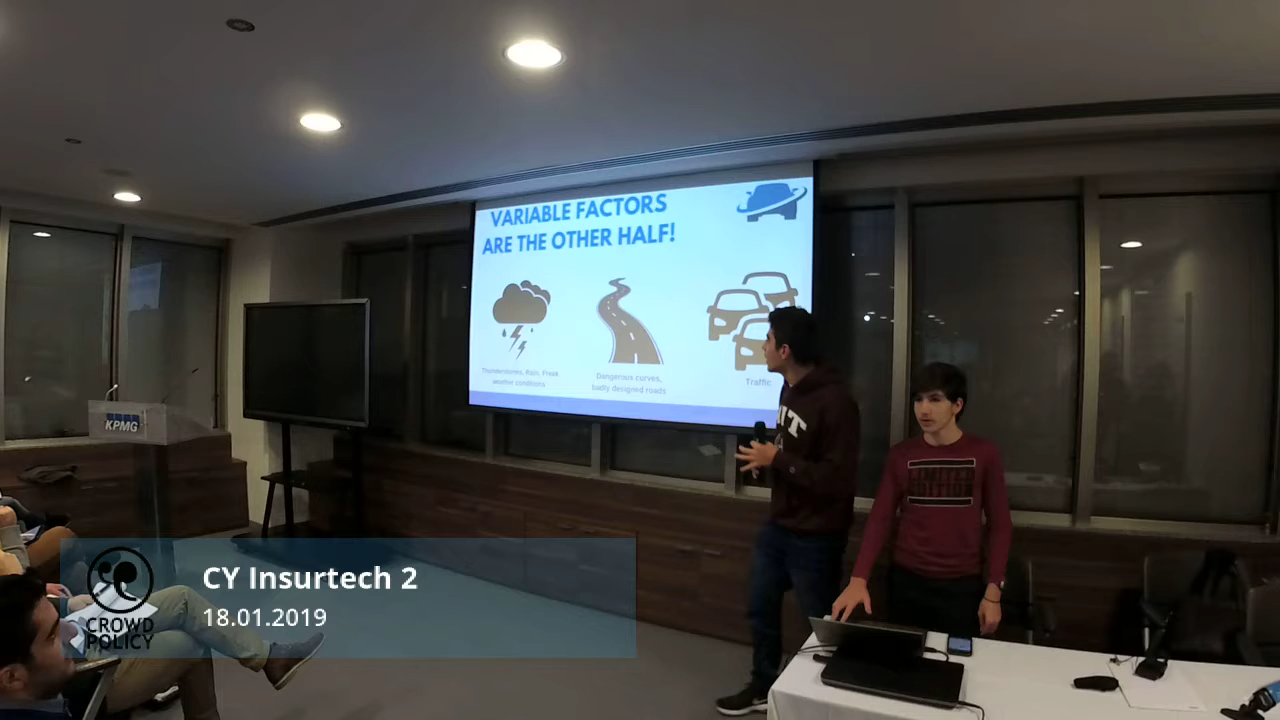 VARIABLE FACTORS
ARE THE OTHER HALF!
Thunderstorms, Rain, Freak
weather conditions
Dangerous curves,
badly designed roads
Traffic
KPMG
CY Insurtech 2
18.01.2019
CROWD
POLICY